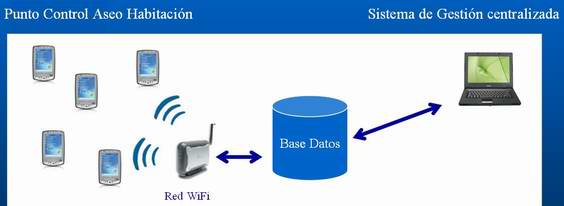 Punto Control Aseo Habitación
Sistema de Gestión centralizada
Base Datos
Red WiFi